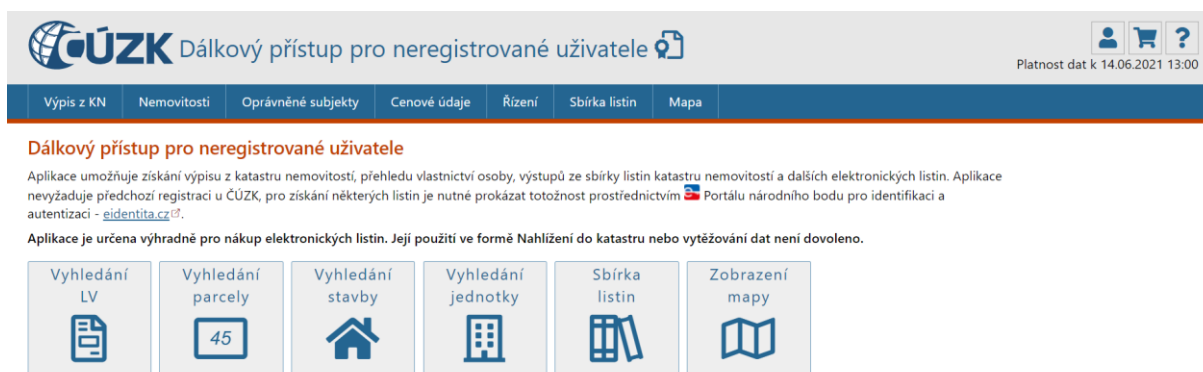 ČÚZK Dálkový přístup pro neregistrované uživatele
?
Platnost dat k 14.06.2021 13:00
Výpis z KN Nemovitosti Oprávněné subjekty Cenové údaje Řízení Sbírka listin Mapa
Dálkový přístup pro neregistrované uživatele
Aplikace umožňuje získání výpisu z katastru nemovitostí, přehledu vlastnictví osoby, výstupů ze sbírky listin katastru nemovitostí a dalších elektronických listin. Aplikace
nevyžaduje předchozí registraci u ČÚZK, pro získání některých listin je nutné prokázat totožnost prostřednictvím Portálu národního bodu pro identifikaci a
autentizaci - eidentita.cz.
Aplikace je určena výhradně pro nákup elektronických listin. Její použití ve formě Nahlížení do katastru nebo vytěžování dat není dovoleno.
Vyhledání LV
Vyhledání parcely
45
Vyhledání stavby
Vyhledání jednotky
Sbírka listin
Zobrazení mapy